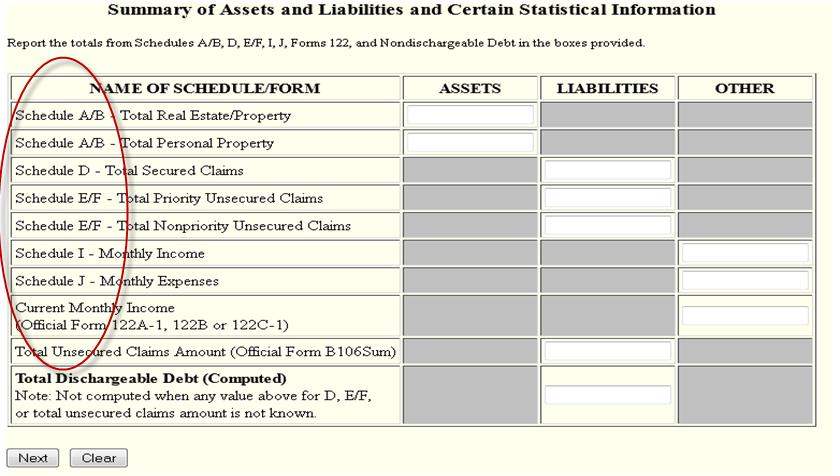 Summary of Assets and Liabilities and Certain Statistical Information
Report the totals from Schedules A/B, D, E/F, I, J, Forms 122, and Nondischargeable Debt in the boxes provided.
NAME OF SCHEDULE/FORM ASSETS LIABILITIES OTHER
Schedule A/B - Total Real Estate/Property
Schedule A/B - Total Personal Property
Schedule D - Total Secured Claims
Schedule E/F - Total Priority Unsecured Claims
Schedule E/F - Total Nonpriority Unsecured Claims
Schedule I - Monthly Income
Schedule J - Monthly Expenses
Current Monthly Income
(Official Form 122A-1, 122B or 122C-1)
Total Unsecured Claims Amount (Official Form B106Sum)
Total Dischargeable Debt (Computed)
Note: Not computed when any value above for D, E/F,
or total unsecured claims amount is not known.
Next Clear